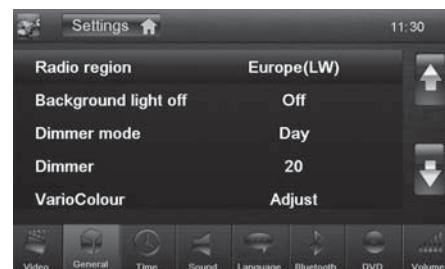 Settings 11:30
Radio region Europe(LW)
Background light off Off
Dimmer mode Day
Dimmer 20
VarioColour Adjust
Video General Time Sound Language Bluetooth DVD Volume